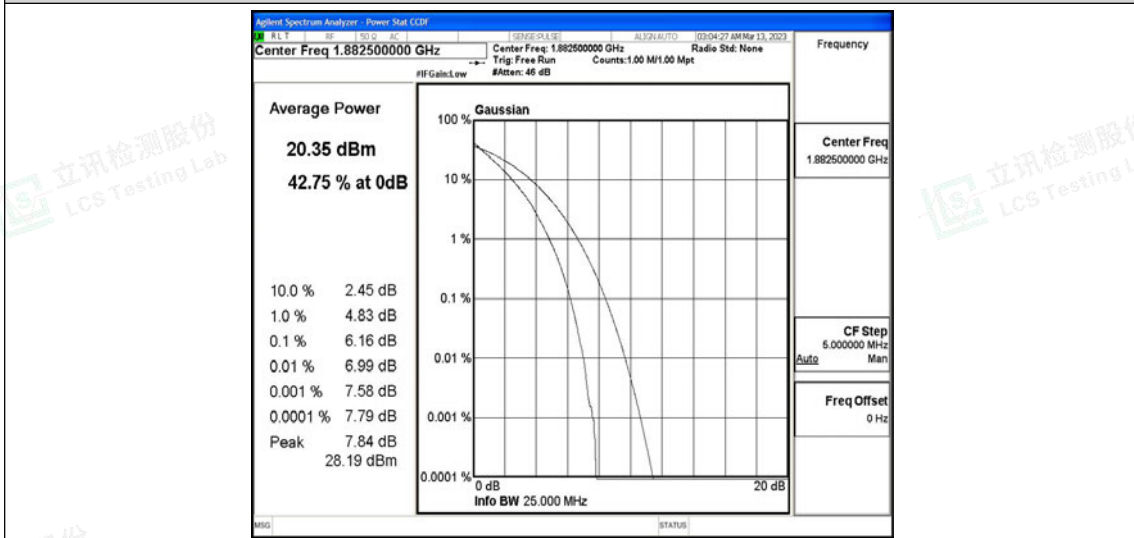 Agilent Spectrum Analyzer - Power Stat CCDF
RLT RF 50 Ω AC SENSE:PULSE ALIGN AUTO 03:04:27 AM Mar 13, 2023
Center Freq 1.882500000 GHz
Center Freq: 1.882500000 GHz Radio Std: None
Trig: Free Run Counts:1.00 M/1.00 Mpt
#IFGain:Low #Atten: 46 dB
Frequency
Average Power
20.35 dBm
42.75 % at 0dB
10.0 % 2.45 dB
1.0 % 4.83 dB
0.1 % 6.16 dB
0.01 % 6.99 dB
0.001 % 7.58 dB
0.0001 % 7.79 dB
Peak 7.84 dB
28.19 dBm
Gaussian
100 %
10 %
1 %
0.1 %
0.01 %
0.001 %
0.0001 %
0 dB 20 dB
Info BW 25.000 MHz
Center Freq
1.882500000 GHz
CF Step
5.000000 MHz
Auto Man
Freq Offset
0 Hz
MSG STATUS
立讯检测股份
LCS Testing Lab
立讯检测股份
LCS Testing L